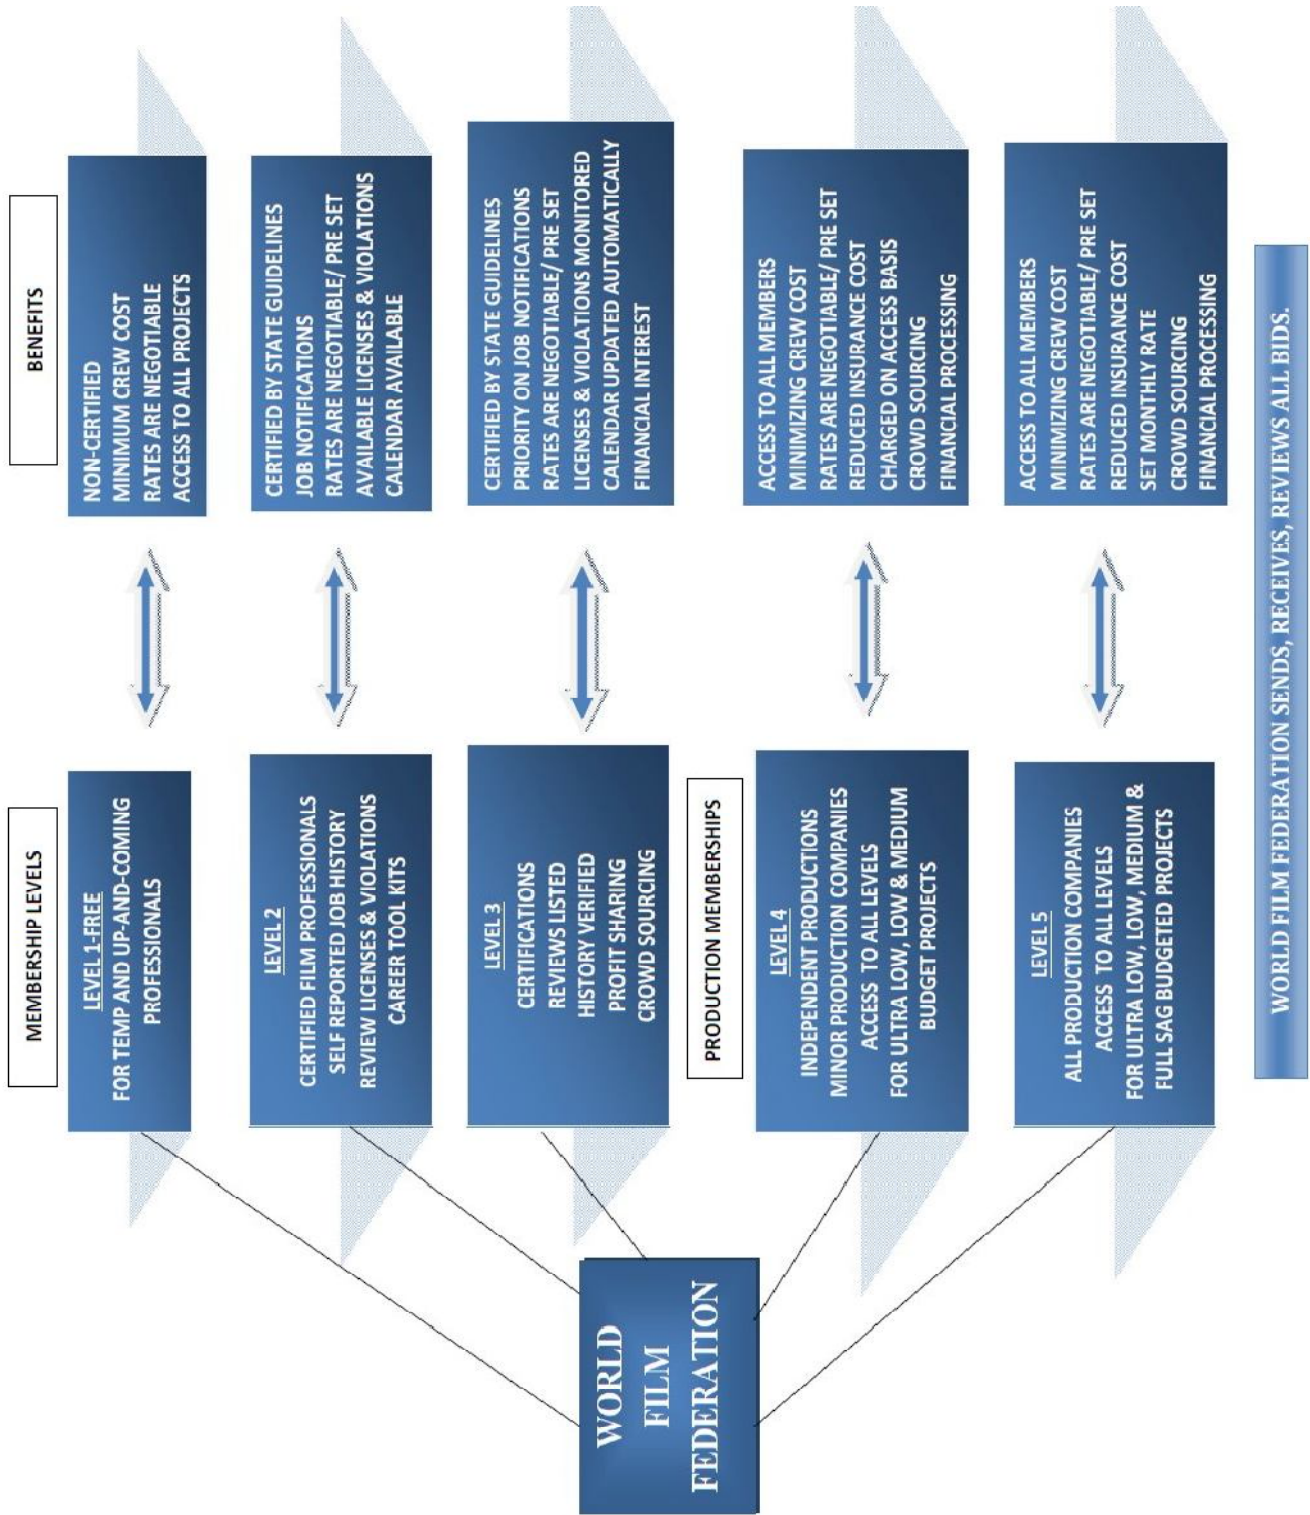 MEMBERSHIP LEVELS
BENEFITS
LEVEL 1-FREE
FOR TEMP AND UP-AND-COMING
PROFESSIONALS
NON-CERTIFIED
MINIMUM CREW COST
RATES ARE NEGOTIABLE
ACCESS TO ALL PROJECTS
LEVEL 2
CERTIFIED FILM PROFESSIONALS
SELF REPORTED JOB HISTORY
REVIEW LICENSES & VIOLATIONS
CAREER TOOL KITS
CERTIFIED BY STATE GUIDELINES
JOB NOTIFICATIONS
RATES ARE NEGOTIABLE/ PRE SET
AVAILABLE LICENSES & VIOLATIONS
CALENDAR AVAILABLE
LEVEL 3
CERTIFICATIONS
REVIEWS LISTED
HISTORY VERIFIED
PROFIT SHARING
CROWD SOURCING
CERTIFIED BY STATE GUIDELINES
PRIORITY ON JOB NOTIFICATIONS
RATES ARE NEGOTIABLE/ PRE SET
LICENSES & VIOLATIONS MONITORED
CALENDAR UPDATED AUTOMATICALLY
FINANCIAL INTEREST
WORLD
FILM
FEDERATION
PRODUCTION MEMBERSHIPS
LEVEL 4
INDEPENDENT PRODUCTIONS
MINOR PRODUCTION COMPANIES
ACCESS TO ALL LEVELS
FOR ULTRA LOW, LOW & MEDIUM
BUDGET PROJECTS
ACCESS TO ALL MEMBERS
MINIMIZING CREW COST
RATES ARE NEGOTIABLE/ PRE SET
REDUCED INSURANCE COST
CHARGED ON ACCESS BASIS
CROWD SOURCING
FINANCIAL PROCESSING
LEVEL 5
ALL PRODUCTION COMPANIES
ACCESS TO ALL LEVELS
FOR ULTRA LOW, LOW, MEDIUM &
FULL SAG BUDGETED PROJECTS
ACCESS TO ALL MEMBERS
MINIMIZING CREW COST
RATES ARE NEGOTIABLE/ PRE SET
REDUCED INSURANCE COST
SET MONTHLY RATE
CROWD SOURCING
FINANCIAL PROCESSING
WORLD FILM FEDERATION SENDS, RECEIVES, REVIEWS ALL BIDS.